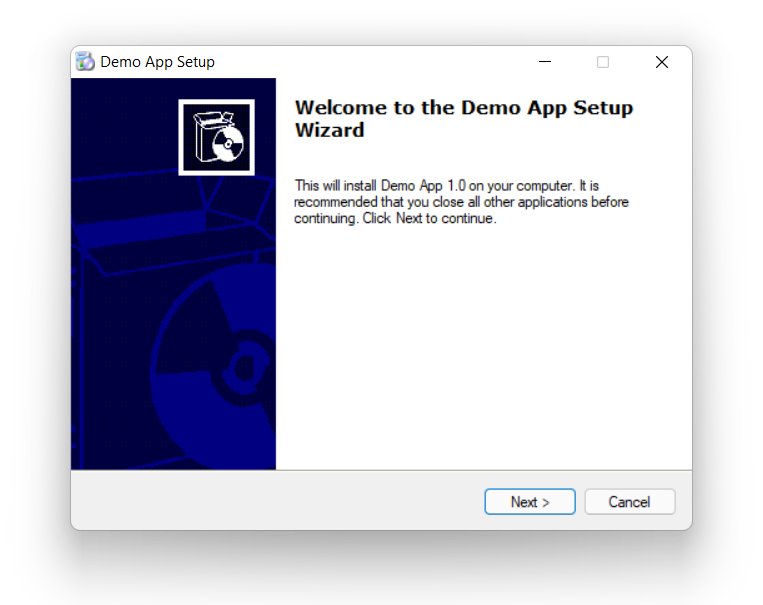 Demo App Setup
Welcome to the Demo App Setup
Wizard
This will install Demo App 1.0 on your computer. It is
recommended that you close all other applications before
continuing. Click Next to continue.
Next >
Cancel